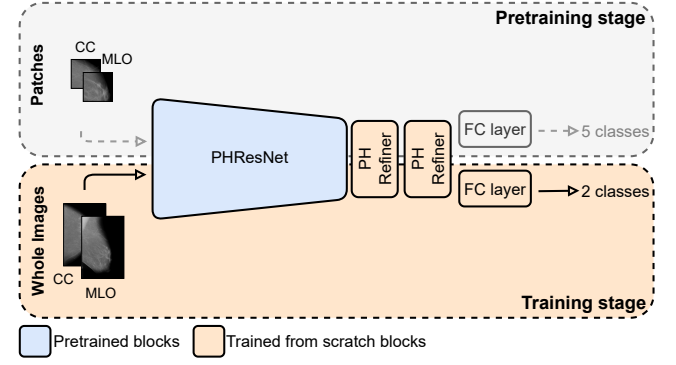 Pretraining stage
Patches
CC
MLO
PHResNet
PH
Refiner
PH
Refiner
FC layer
5 classes
FC layer
2 classes
Whole Images
CC
MLO
Training stage
Pretrained blocks
Trained from scratch blocks